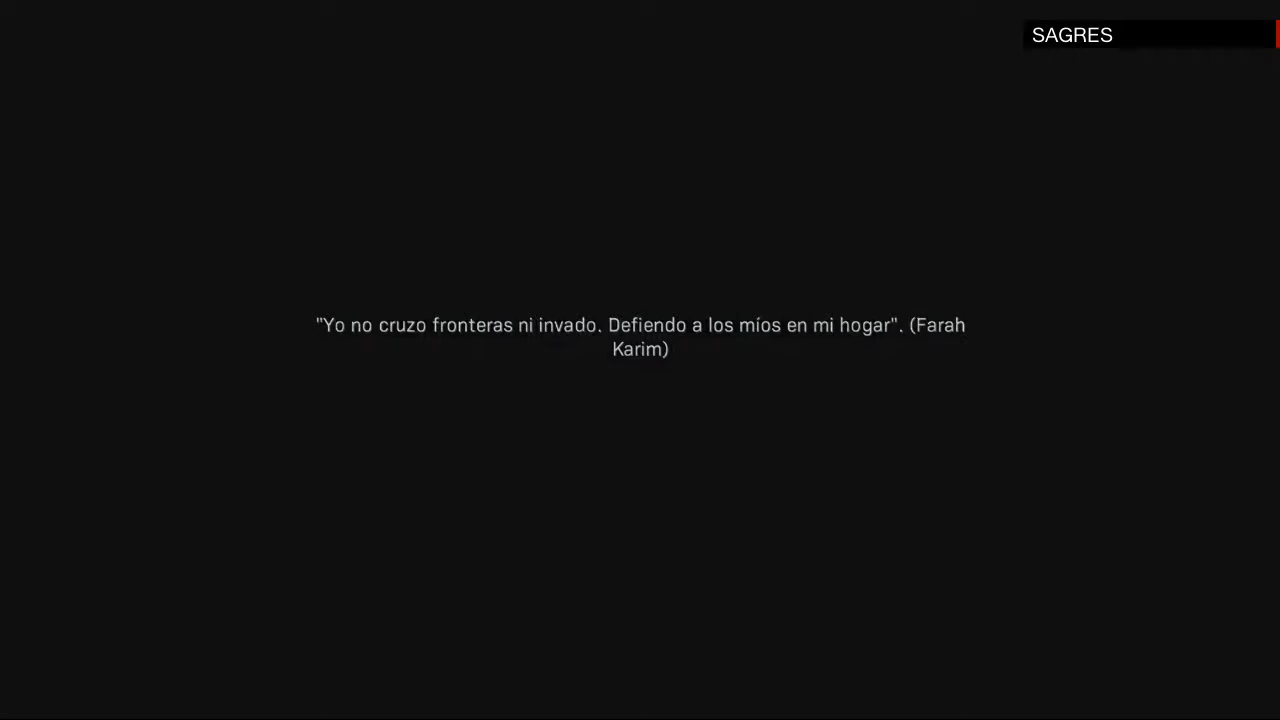 SAGRES
"Yo no cruzo fronteras ni invado. Defiendo a los míos en mi hogar". (Farah
Karim)